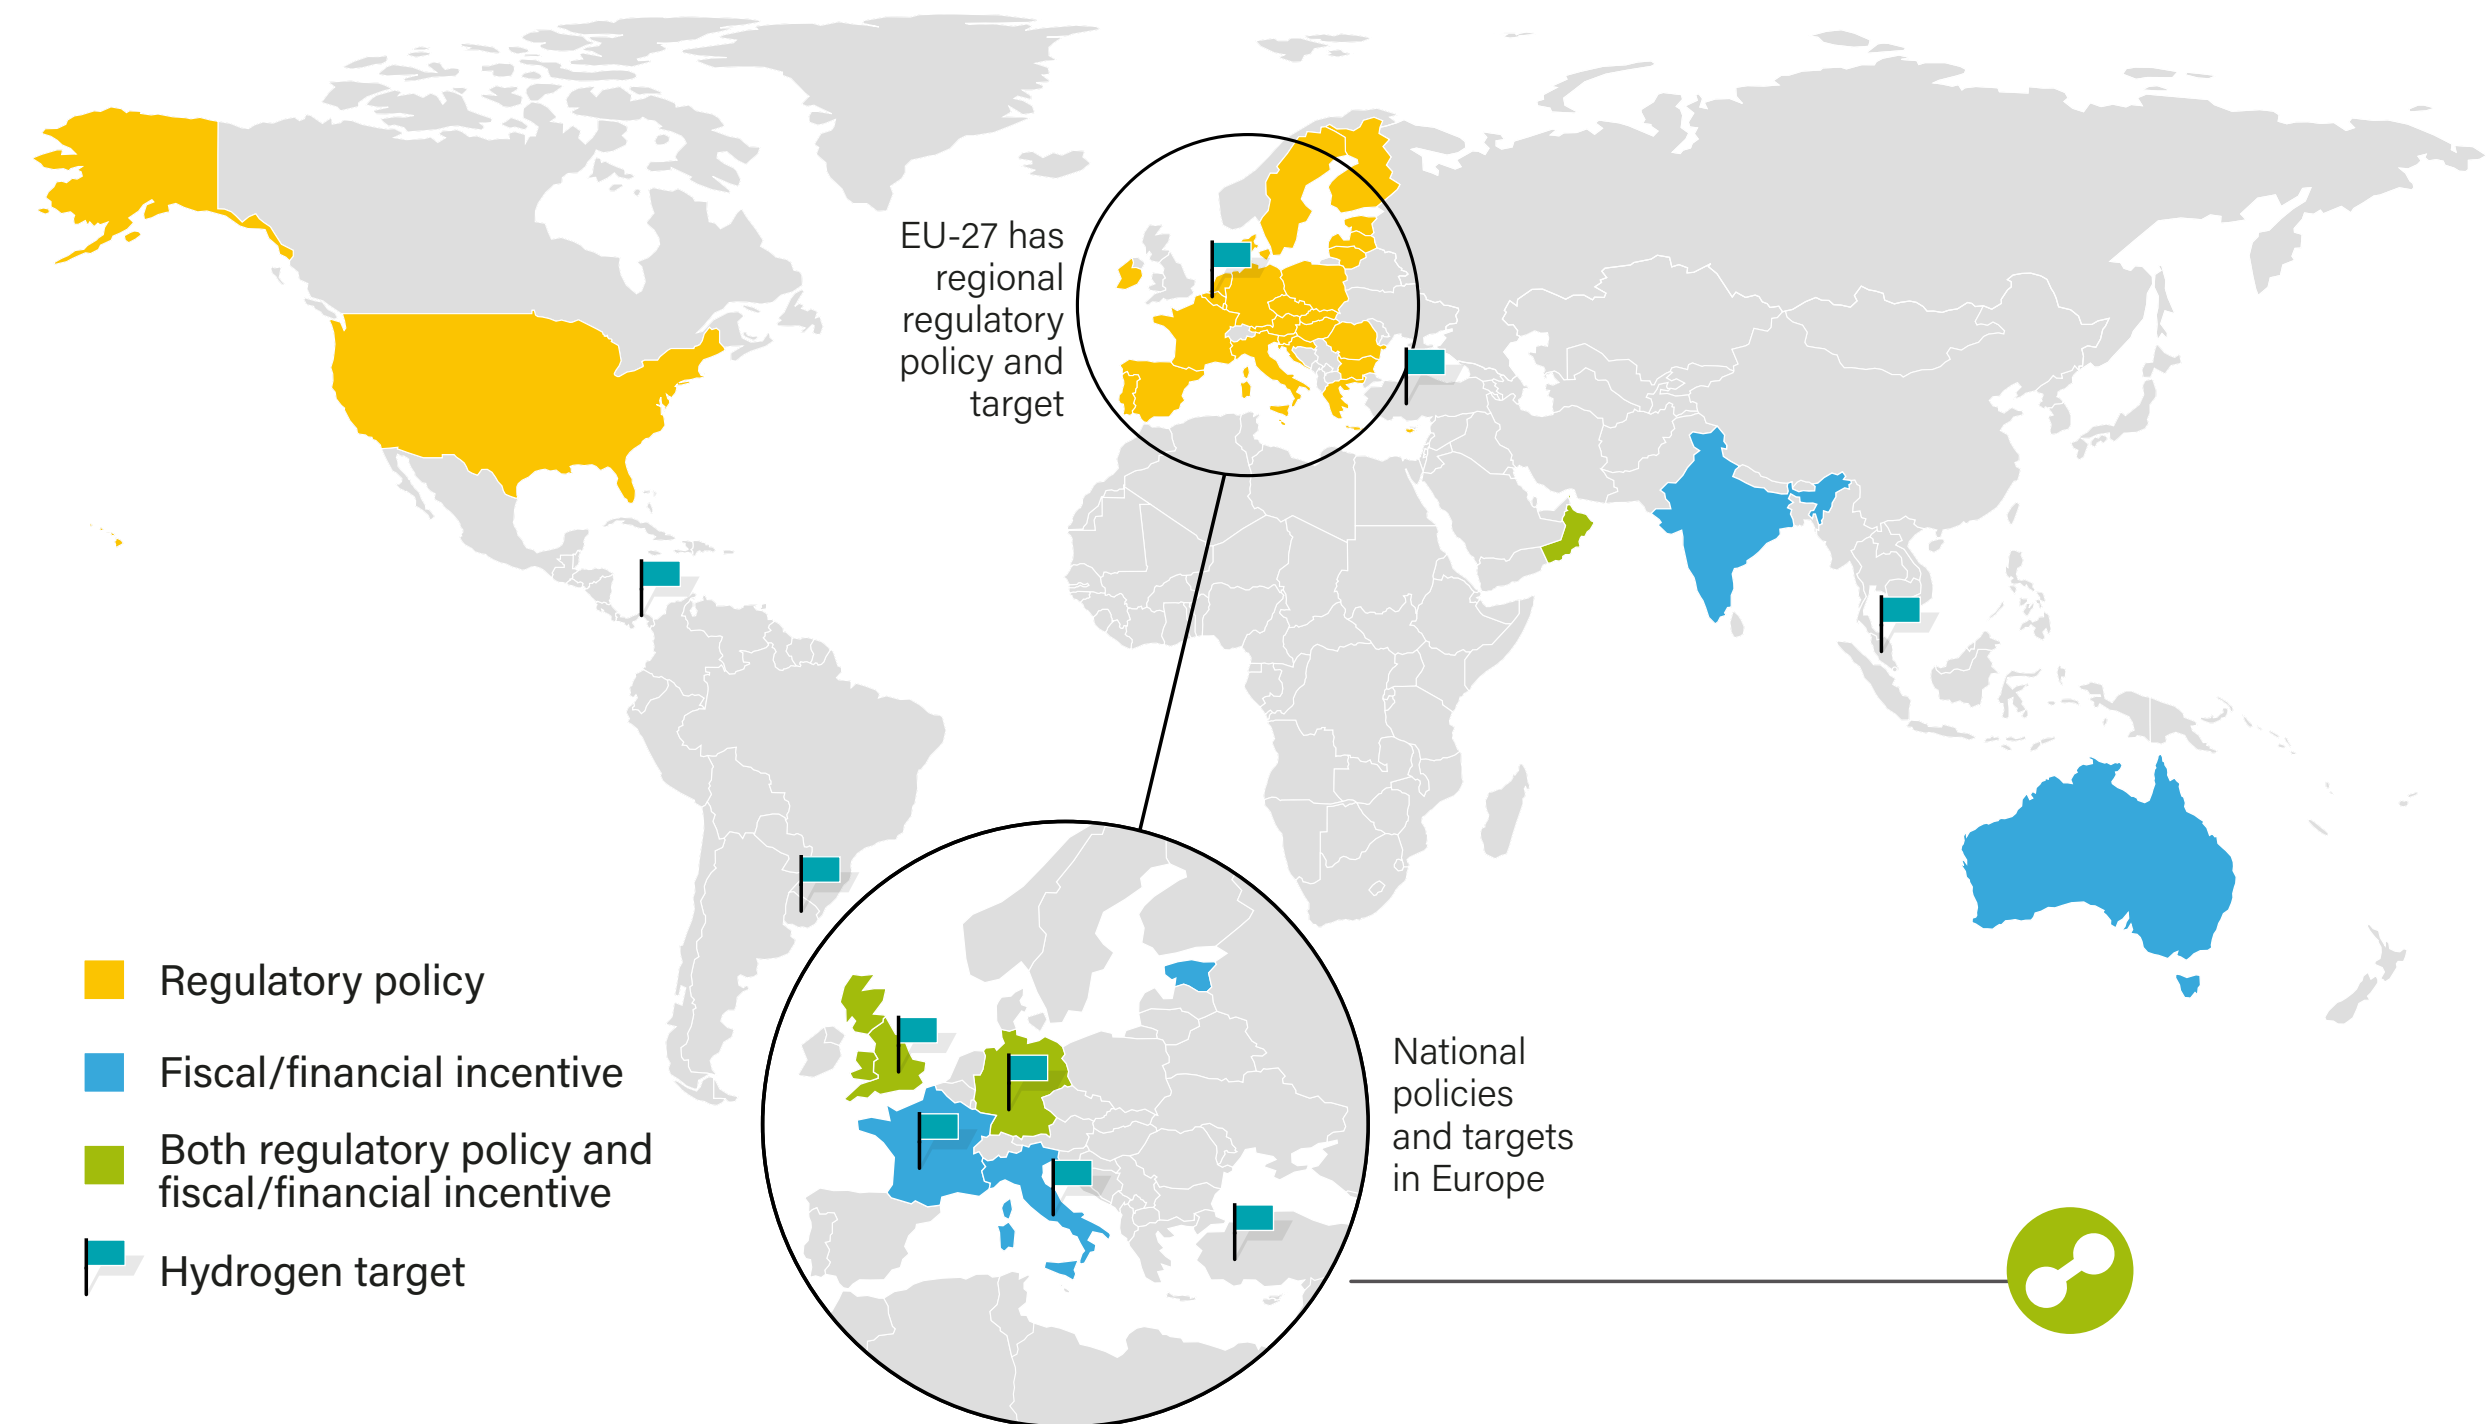 EU-27 has
regional
regulatory
policy and
target
Regulatory policy
Fiscal/financial incentive
Both regulatory policy and
fiscal/financial incentive
Hydrogen target
National
policies
and targets
in Europe